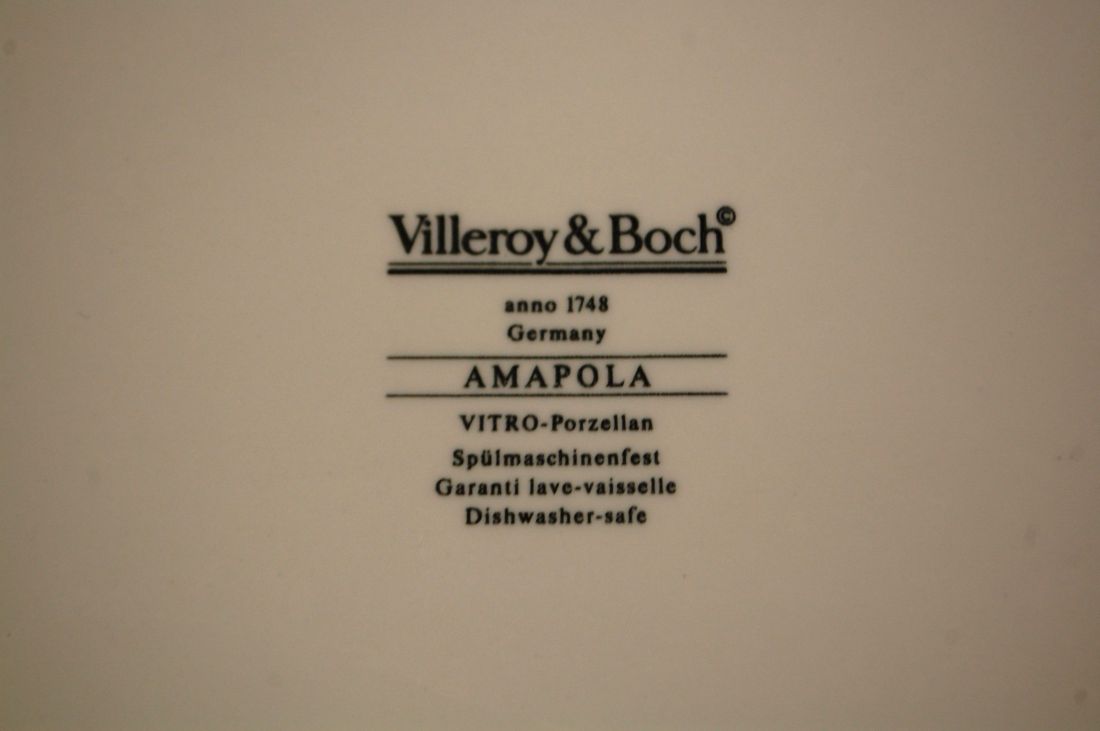 Villeroy & Boch©
anno 1748
Germany
AMAPOLA
VITRO-Porzellan
Spülmaschinenfest
Garanti lave-vaisselle
Dishwasher-safe